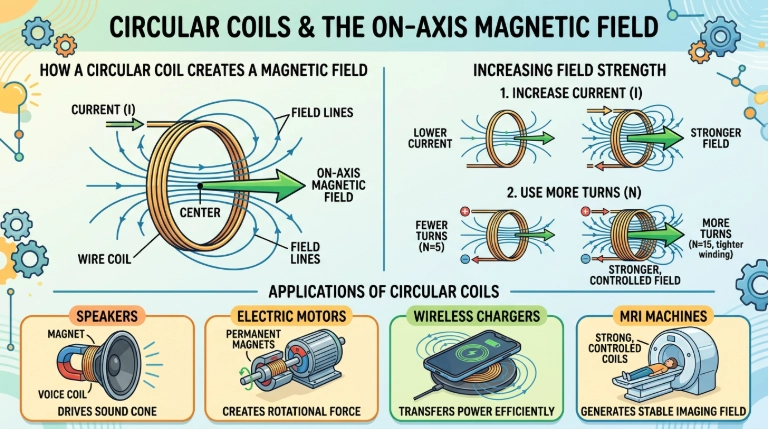 CIRCULAR COILS & THE ON-AXIS MAGNETIC FIELD
HOW A CIRCULAR COIL CREATES A MAGNETIC FIELD
CURRENT (I)
FIELD LINES
ON-AXIS
MAGNETIC
FIELD
CENTER
WIRE COIL
FIELD
LINES
INCREASING FIELD STRENGTH
1. INCREASE CURRENT (I)
LOWER
CURRENT
STRONGER
FIELD
2. USE MORE TURNS (N)
FEWER
TURNS
(N=5)
MORE
TURNS
(N=15, tighter
winding)
STRONGER,
CONTROLLED FIELD
APPLICATIONS OF CIRCULAR COILS
SPEAKERS
MAGNET
VOICE COIL
DRIVES SOUND CONE
ELECTRIC MOTORS
PERMANENT
MAGNETS
CREATES ROTATIONAL FORCE
WIRELESS CHARGERS
TRANSFERS POWER EFFICIENTLY
MRI MACHINES
STRONG,
CONTROLED
COILS
GENERATES STABLE IMAGING FIELD